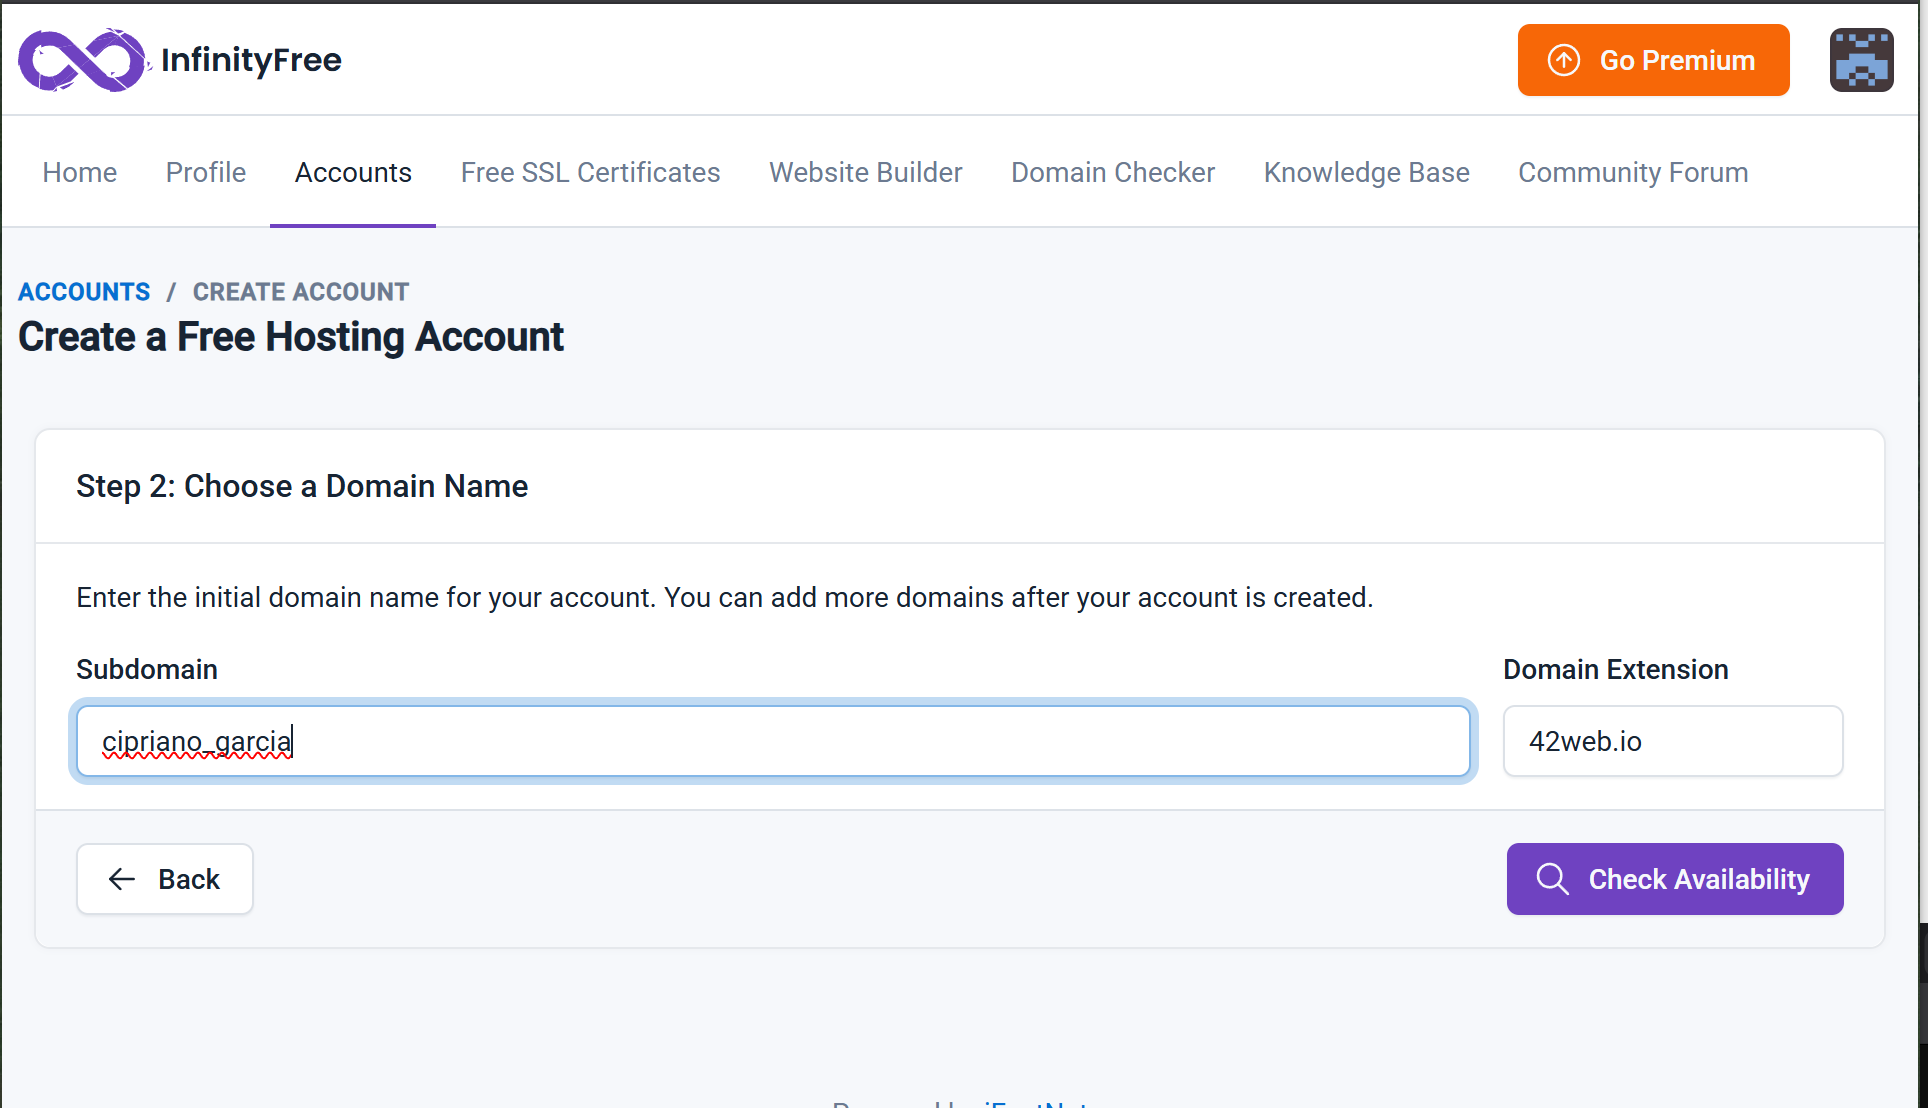 InfinityFree
Go Premium
Home Profile Accounts Free SSL Certificates Website Builder Domain Checker Knowledge Base Community Forum
ACCOUNTS / CREATE ACCOUNT
Create a Free Hosting Account
Step 2: Choose a Domain Name
Enter the initial domain name for your account. You can add more domains after your account is created.
Subdomain
Domain Extension
cipriano_garcia
42web.io
Back
Check Availability